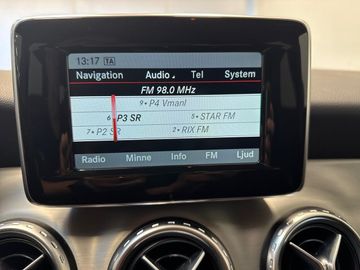 13:17 TA
Navigation Audio Tel System
FM 98.0 MHz
9 P4 Vmanl
6 P3 SR 5 STAR FM
7 P2 SR 2 RIX FM
Radio Minne Info FM Ljud